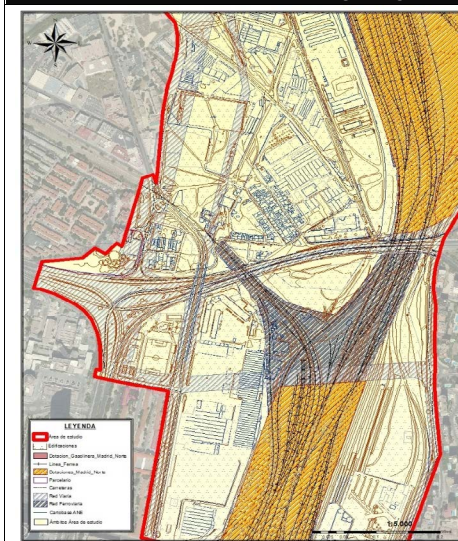 LEYENDA
Área de estudio
Edificaciones
Dotacion_Gasolinera_Madrid_Norte
Linea_Ferrea
Dotaciones_Madrid_Norte
Parcelario
Carreteras
Red Viaria
Red Ferroviaria
Ámbitos Área de estudio
1:5.000